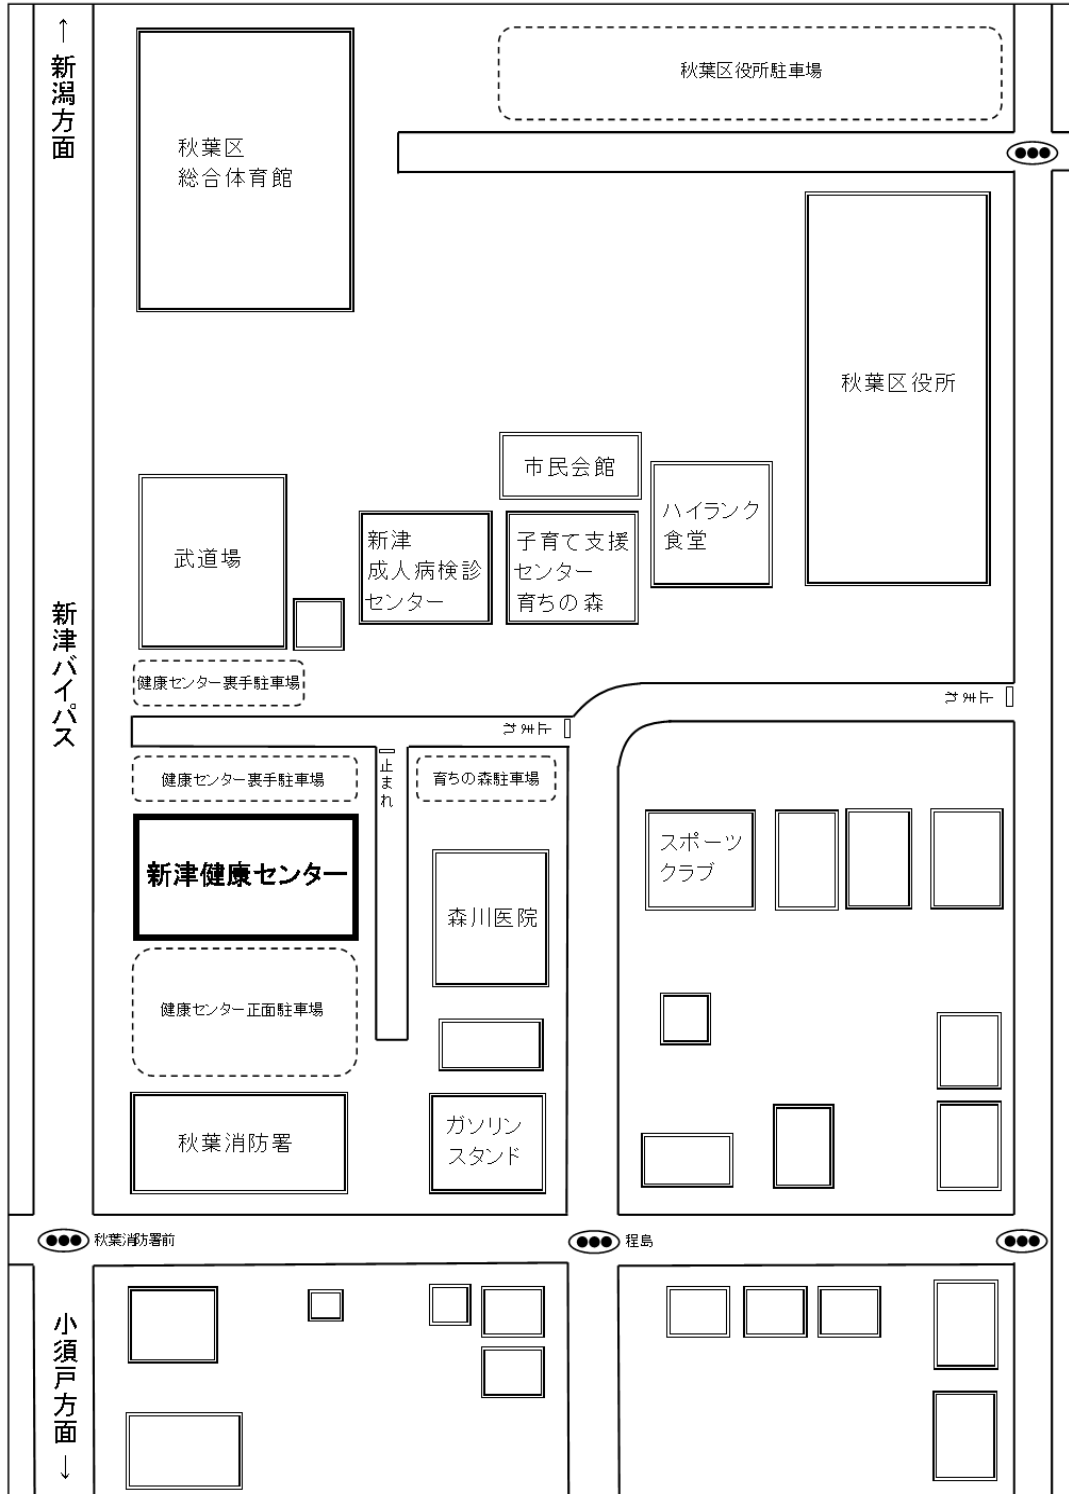 ↑新潟方面
秋葉区役所駐車場
秋葉区
総合体育館
秋葉区役所
市民会館
ハイランク
食堂
新津
成人病検診
センター
子育て支援
センター
育ちの森
武道場
新津バイパス
健康センター裏手駐車場
止まれ
止まれ
健康センター裏手駐車場
止まれ
育ちの森駐車場
新津健康センター
スポーツ
クラブ
森川医院
健康センター正面駐車場
秋葉消防署
ガソリン
スタンド
秋葉消防署前
程島
小須戸方面↓